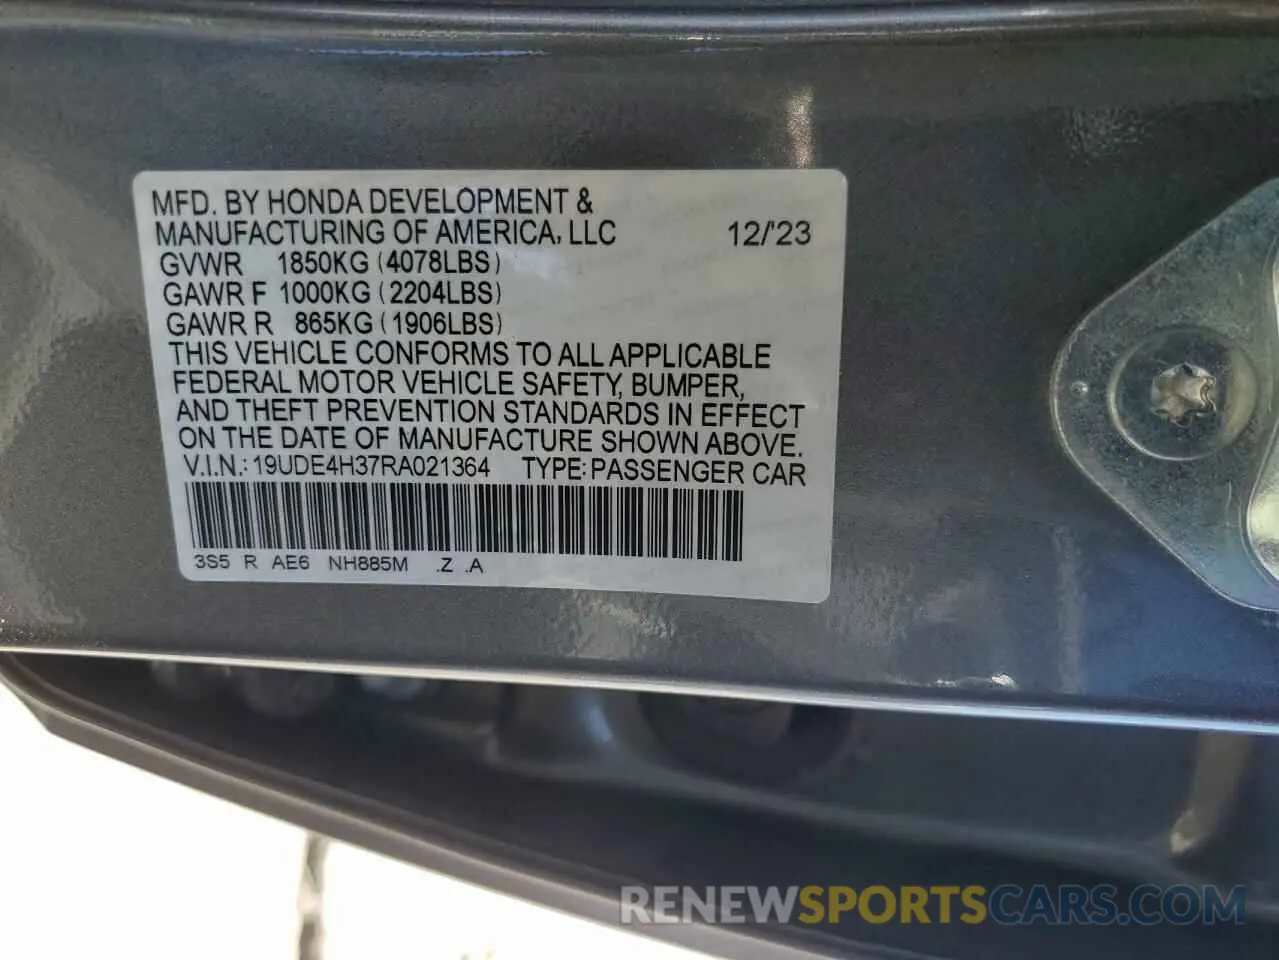 MFD. BY HONDA DEVELOPMENT &
MANUFACTURING OF AMERICA, LLC 12/23
GVWR 1850KG (4078LBS)
GAWR F 1000KG (2204LBS)
GAWR R 865KG (1906LBS)
THIS VEHICLE CONFORMS TO ALL APPLICABLE
FEDERAL MOTOR VEHICLE SAFETY, BUMPER,
AND THEFT PREVENTION STANDARDS IN EFFECT
ON THE DATE OF MANUFACTURE SHOWN ABOVE.
V.I.N.: 19UDE4H37RA021364 TYPE: PASSENGER CAR
3S5 R AE6 NH885M .Z .A
RENEWSPORTSCARS.COM